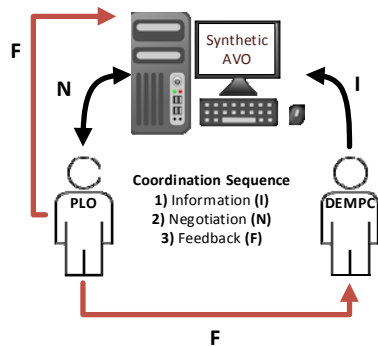 F
Synthetic
AVO
N
I
PLO
Coordination Sequence
1) Information (I)
2) Negotiation (N)
3) Feedback (F)
DEMPC
F